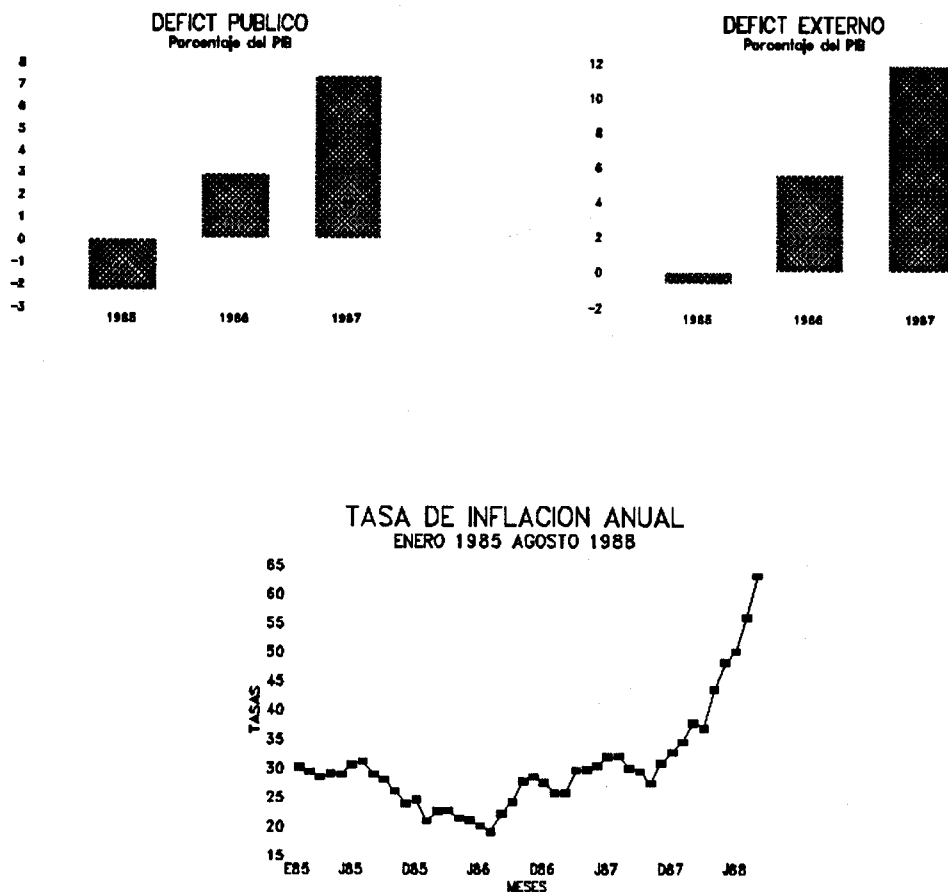 DEFICT PUBLICO
Porcentaje del PIB
8
7
6
5
4
3
2
1
0
-1
-2
-3
1985
1986
1987
DEFICT EXTERNO
Porcentaje del PIB
12
10
8
6
4
2
0
-2
1985
1986
1987
TASA DE INFLACION ANUAL
ENERO 1985 AGOSTO 1988
TASAS
65
60
55
50
45
40
35
30
25
20
15
E85
J85
D85
J86
D86
J87
D87
J88
MESES